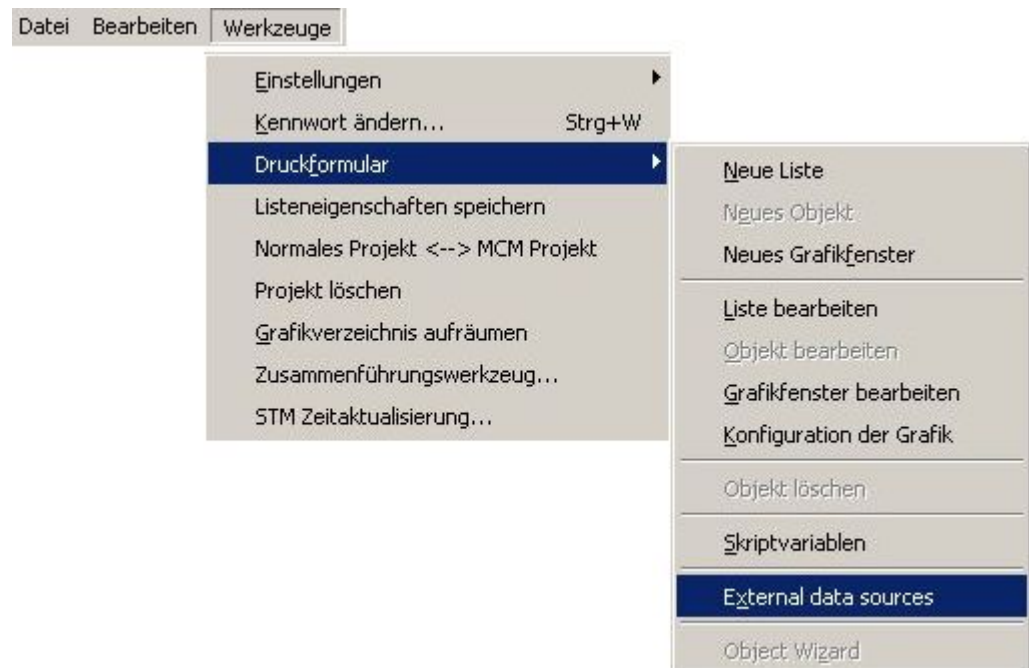 Datei Bearbeiten Werkzeuge
Einstellungen
Kennwort ändern... Strg+W
Druckformular
Listeneigenschaften speichern
Normales Projekt <--> MCM Projekt
Projekt löschen
Grafikverzeichnis aufräumen
Zusammenführungswerkzeug...
STM Zeitaktualisierung...
Neue Liste
Neues Objekt
Neues Grafikfenster
Liste bearbeiten
Objekt bearbeiten
Grafikfenster bearbeiten
Konfiguration der Grafik
Objekt löschen
Skriptvariablen
External data sources
Object Wizard